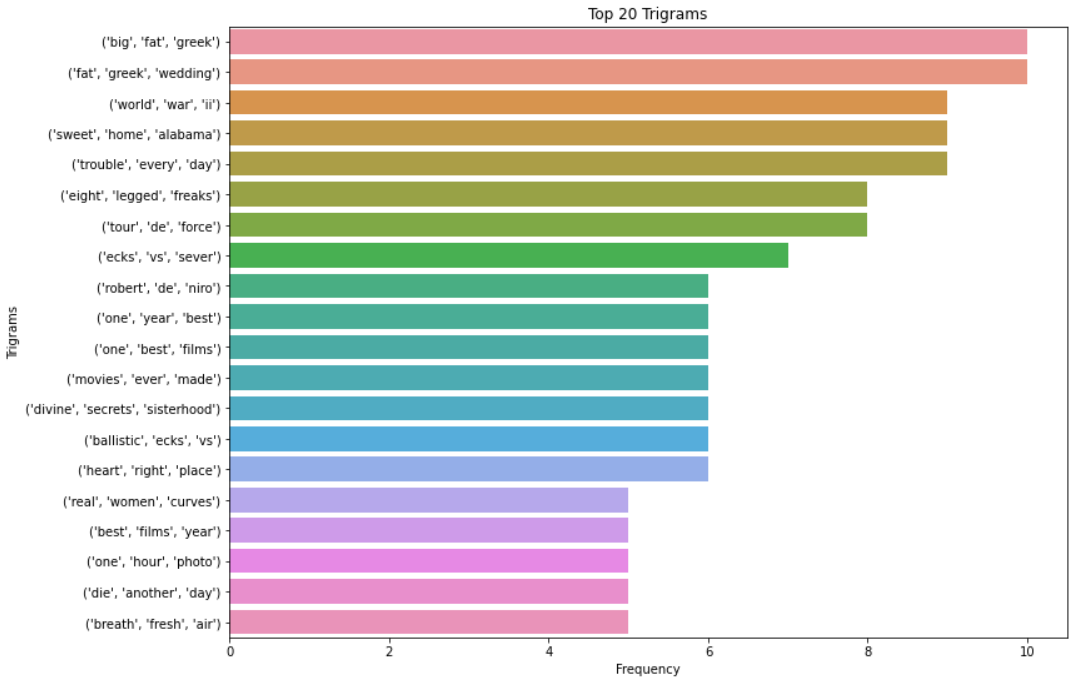 Top 20 Trigrams
('big', 'fat', 'greek')
('fat', 'greek', 'wedding')
('world', 'war', 'ii')
('sweet', 'home', 'alabama')
('trouble', 'every', 'day')
('eight', 'legged', 'freaks')
('tour', 'de', 'force')
('ecks', 'vs', 'sever')
('robert', 'de', 'niro')
('one', 'year', 'best')
('one', 'best', 'films')
('movies', 'ever', 'made')
('divine', 'secrets', 'sisterhood')
('ballistic', 'ecks', 'vs')
('heart', 'right', 'place')
('real', 'women', 'curves')
('best', 'films', 'year')
('one', 'hour', 'photo')
('die', 'another', 'day')
('breath', 'fresh', 'air')
Trigrams
0 2 4 6 8 10
Frequency